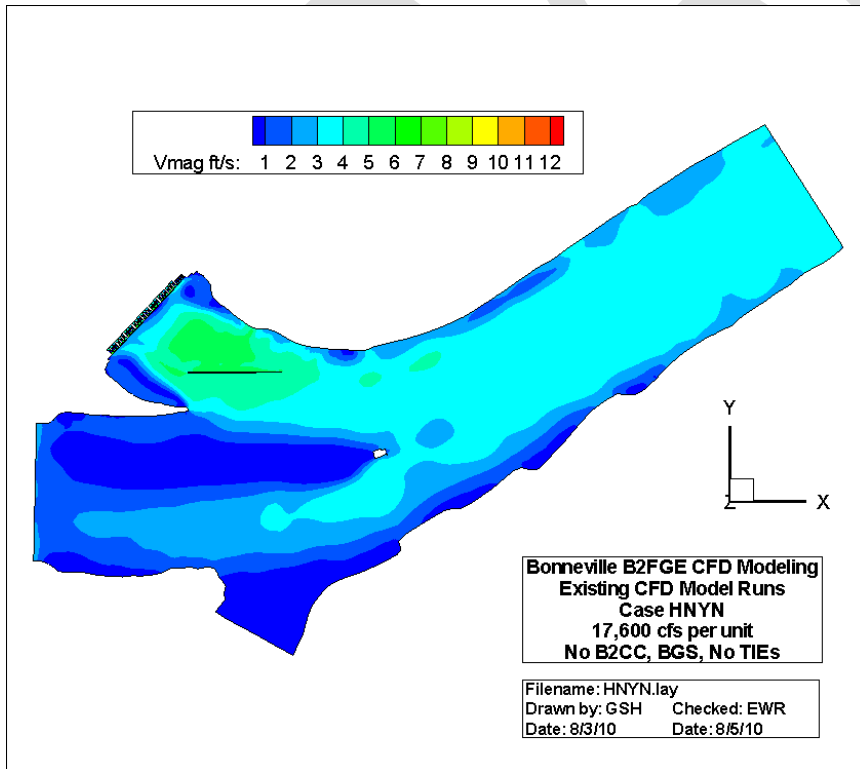 Vmag ft/s: 1 2 3 4 5 6 7 8 9 10 11 12
Y
Z X
Bonneville B2FGE CFD Modeling
Existing CFD Model Runs
Case HNYN
17,600 cfs per unit
No B2CC, BGS, No TIEs
Filename: HNYN.lay
Drawn by: GSH Checked: EWR
Date: 8/3/10 Date: 8/5/10